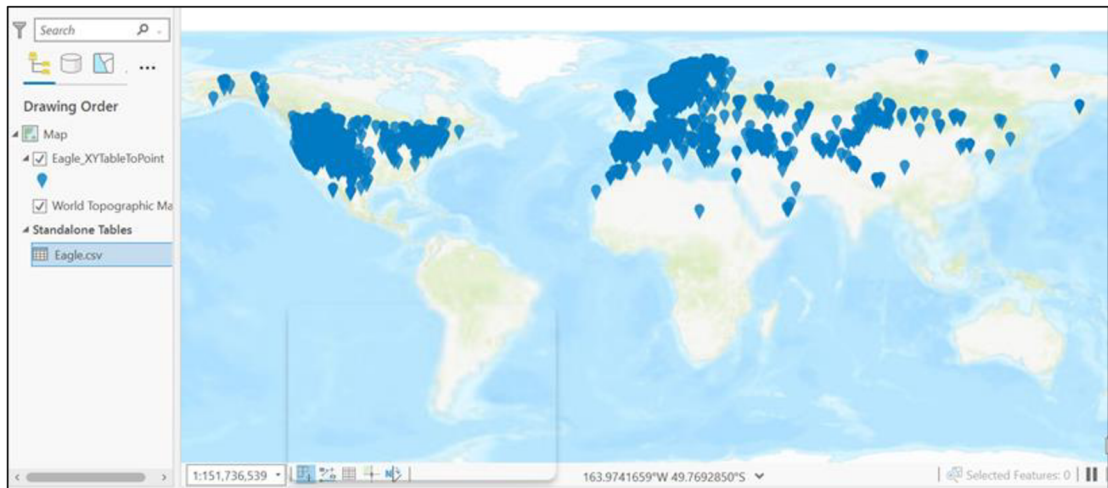 Search
...
Drawing Order
Map
Eagle_XYTableToPoint
World Topographic Ma
Standalone Tables
Eagle.csv
1:151,736,539
163.9741659°W 49.7692850°S
Selected Features: 0